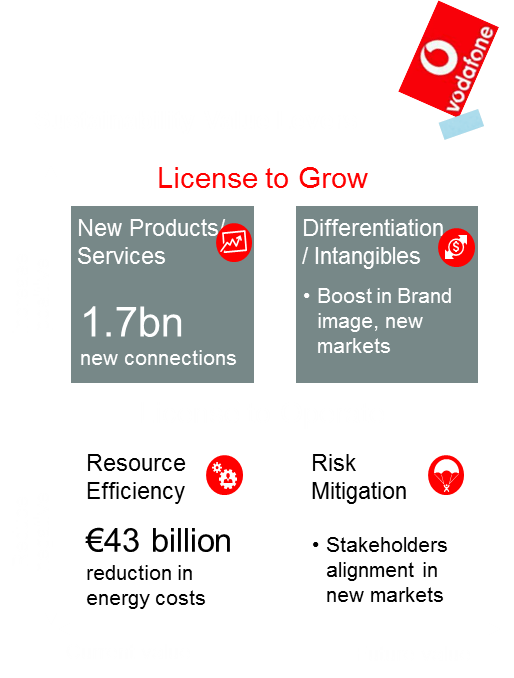 vodafone
License to Grow
New Products/
Services
1.7bn
new connections
Differentiation
/ Intangibles
• Boost in Brand
image, new
markets
Resource
Efficiency
€43 billion
reduction in
energy costs
Risk
Mitigation
• Stakeholders
alignment in
new markets